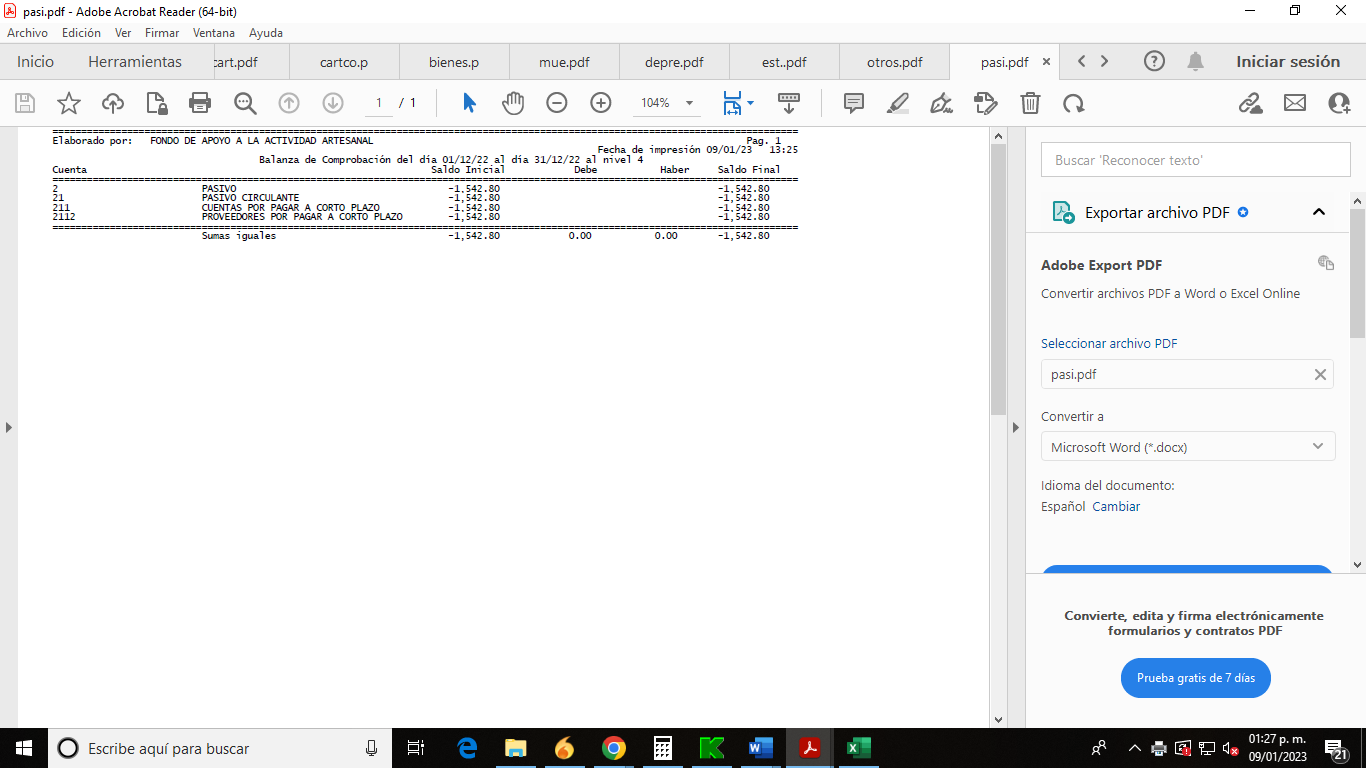 pasi.pdf - Adobe Acrobat Reader (64-bit)
Archivo Edición Ver Firmar Ventana Ayuda
Inicio Herramientas cart.pdf cartco.p bienes.p mue.pdf depre.pdf est..pdf otros.pdf pasi.pdf Iniciar sesión
1 / 1 104%
Elaborado por: FONDO DE APOYO A LA ACTIVIDAD ARTESANAL Pag. 1
Fecha de impresión 09/01/23 13:25
Balanza de Comprobación del día 01/12/22 al día 31/12/22 al nivel 4
Cuenta Saldo Inicial Debe Haber Saldo Final
2 PASIVO -1,542.80 -1,542.80
21 PASIVO CIRCULANTE -1,542.80 -1,542.80
211 CUENTAS POR PAGAR A CORTO PLAZO -1,542.80 -1,542.80
2112 PROVEEDORES POR PAGAR A CORTO PLAZO -1,542.80 -1,542.80
Sumas iguales -1,542.80 0.00 0.00 -1,542.80
Buscar 'Reconocer texto'
Exportar archivo PDF
Adobe Export PDF
Convertir archivos PDF a Word o Excel Online
Seleccionar archivo PDF
pasi.pdf
Convertir a
Microsoft Word (*.docx)
Idioma del documento:
Español Cambiar
Convierte, edita y firma electrónicamente
formularios y contratos PDF
Prueba gratis de 7 días
Escribe aquí para buscar
01:27 p. m.
09/01/2023
21